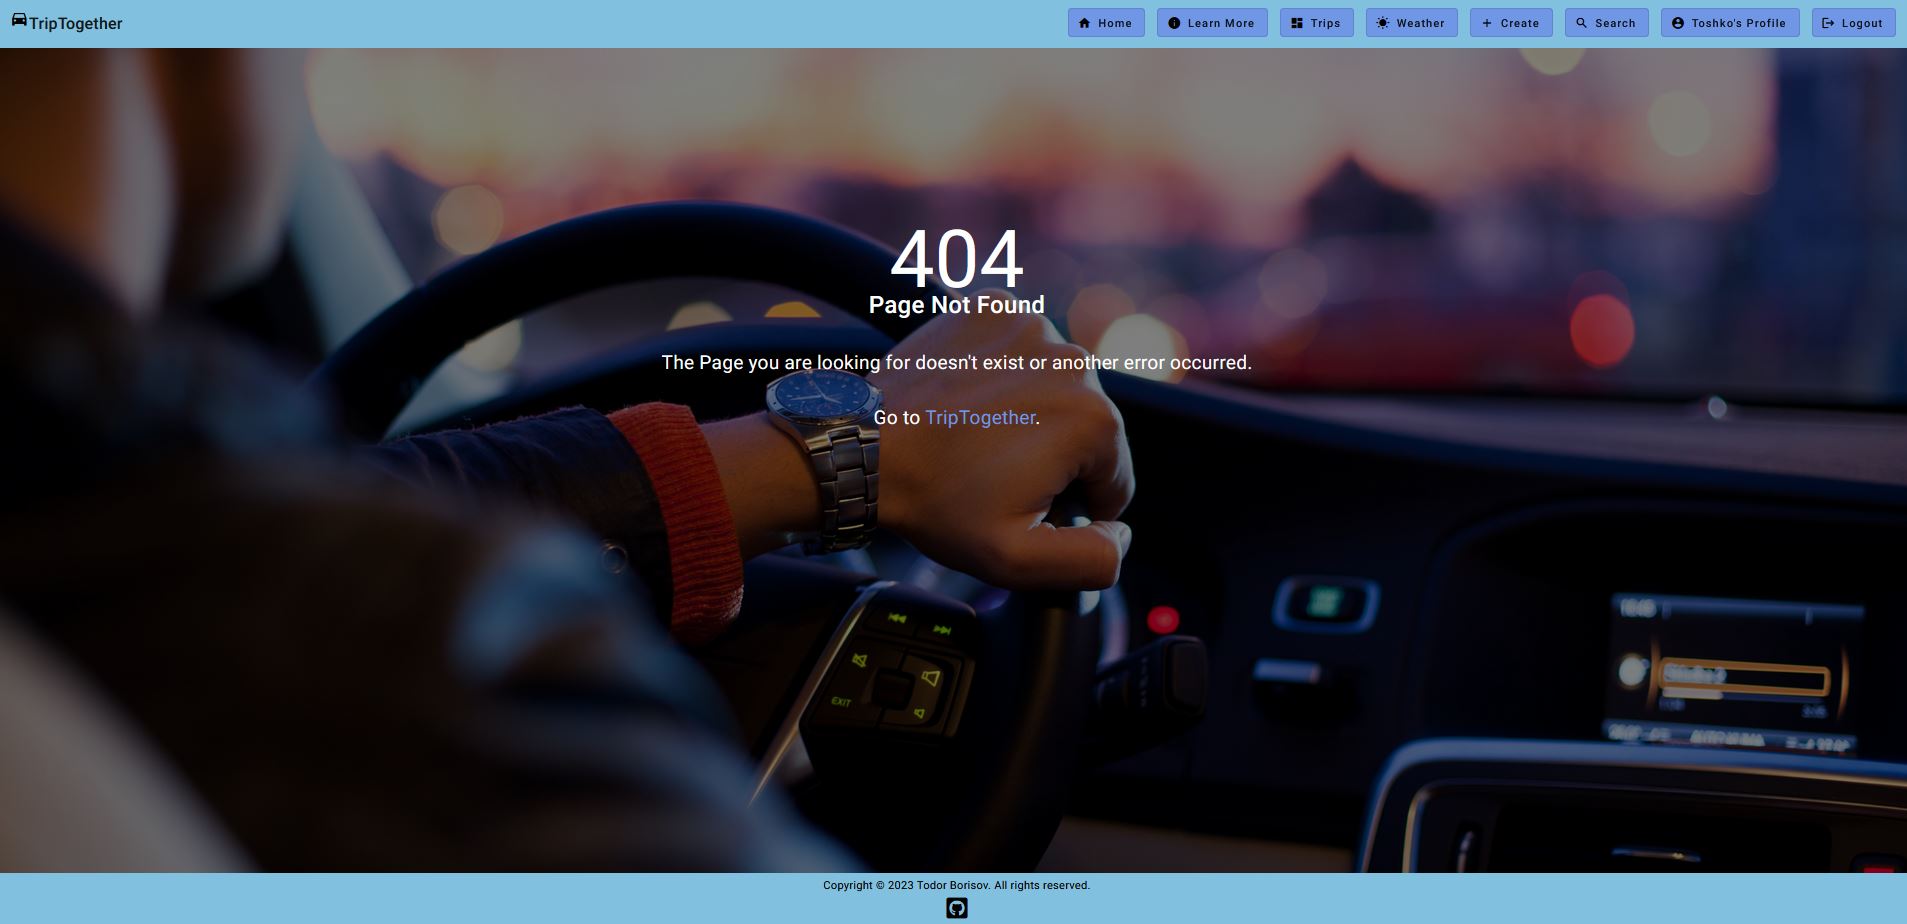 TripTogether
Home
Learn More
Trips
Weather
Create
Search
Toshko's Profile
Logout
404
Page Not Found
The Page you are looking for doesn't exist or another error occurred.
Go to TripTogether.
EXIT
Copyright © 2023 Todor Borisov. All rights reserved.